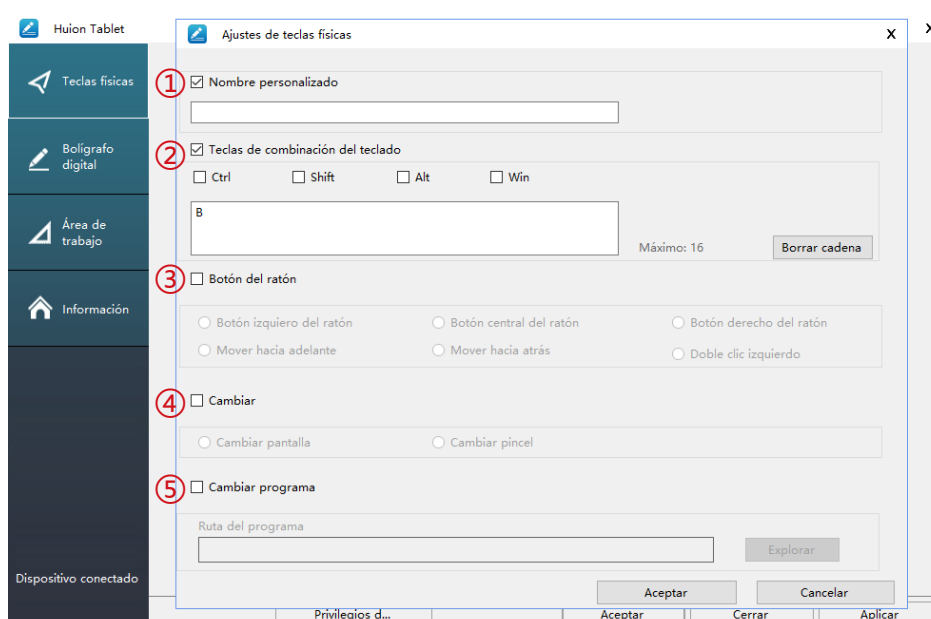 Huion Tablet
Ajustes de teclas físicas
X
X
Teclas físicas
Bolígrafo
digital
Área de
trabajo
Información
Dispositivo conectado
① Nombre personalizado
② Teclas de combinación del teclado
Ctrl Shift Alt Win
B
Máximo: 16 Borrar cadena
③ Botón del ratón
Botón izquiero del ratón Botón central del ratón Botón derecho del ratón
Mover hacia adelante Mover hacia atrás Doble clic izquierdo
④ Cambiar
Cambiar pantalla Cambiar pincel
⑤ Cambiar programa
Ruta del programa
Explorar
Aceptar Cancelar
Privilegios d... Aceptar Cerrar Aplicar